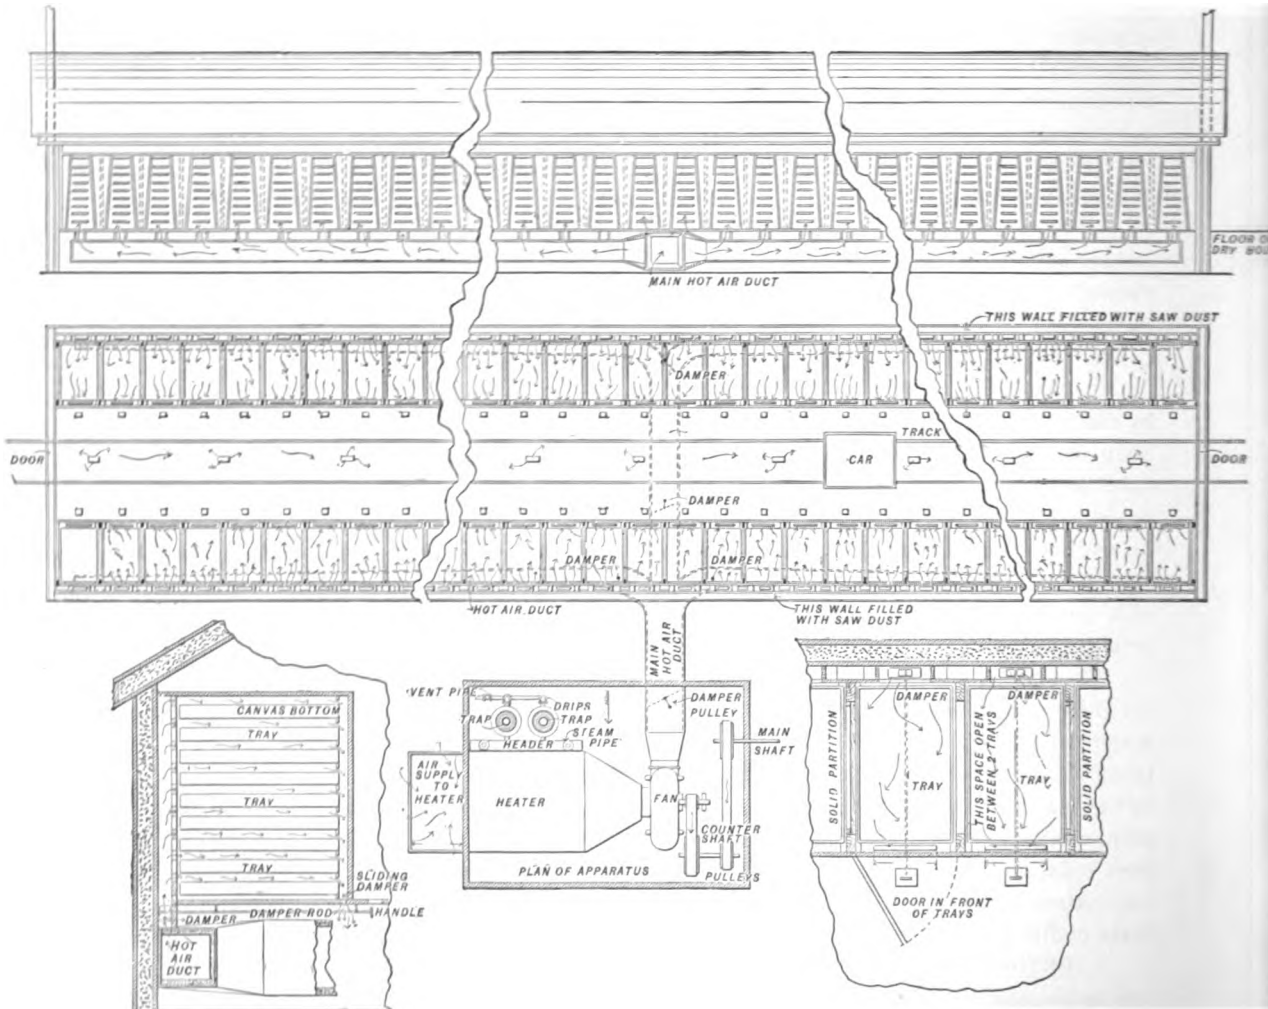 FLOOR O
DRY
MAIN HOT AIR DUCT
THIS WALL FILLED WITH SAW DUST
DAMPER
TRACK
DOOR
CAR
DOOR
DAMPER
DAMPER
DAMPER
HOT AIR DUCT
THIS WALL FILLED
WITH SAW DUST
MAIN
HOT AIR
DUCT
VENT PIPE
DRIPS
TRAP
TRAP
STEAM
PIPE
HEADER
DAMPER
PULLEY
MAIN
SHAFT
AIR
SUPPLY
TO
HEATER
HEATER
FAN
COUNTER
SHAFT
PULLEYS
PLAN OF APPARATUS
CANVAS BOTTOM
TRAY
TRAY
TRAY
SLIDING
DAMPER
DAMPER
DAMPER ROD
HANDLE
HOT
AIR
DUCT
DAMPER
DAMPER
SOLID PARTITION
TRAY
THIS SPACE OPEN
BETWEEN 2 TRAYS
TRAY
SOLID PARTITION
DOOR IN FRONT
OF TRAYS